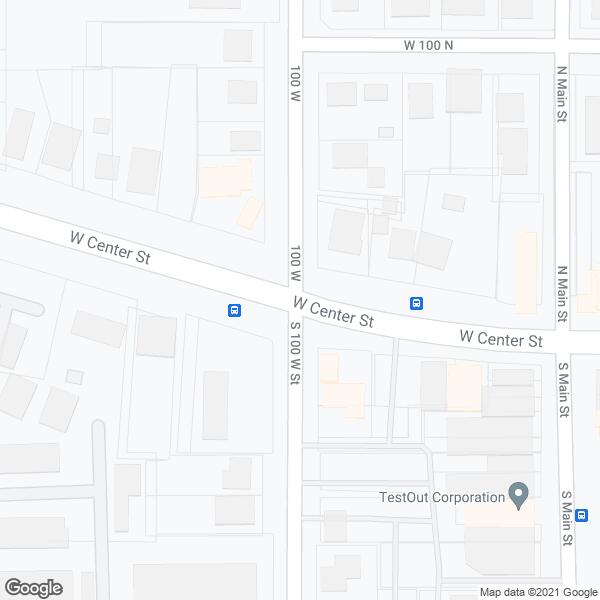 W 100 N
100 W
N Main St
W Center St
100 W
N Main St
W Center St
W Center St
S 100 W St
S Main St
TestOut Corporation
S Main St
Google
Map data ©2021 Google